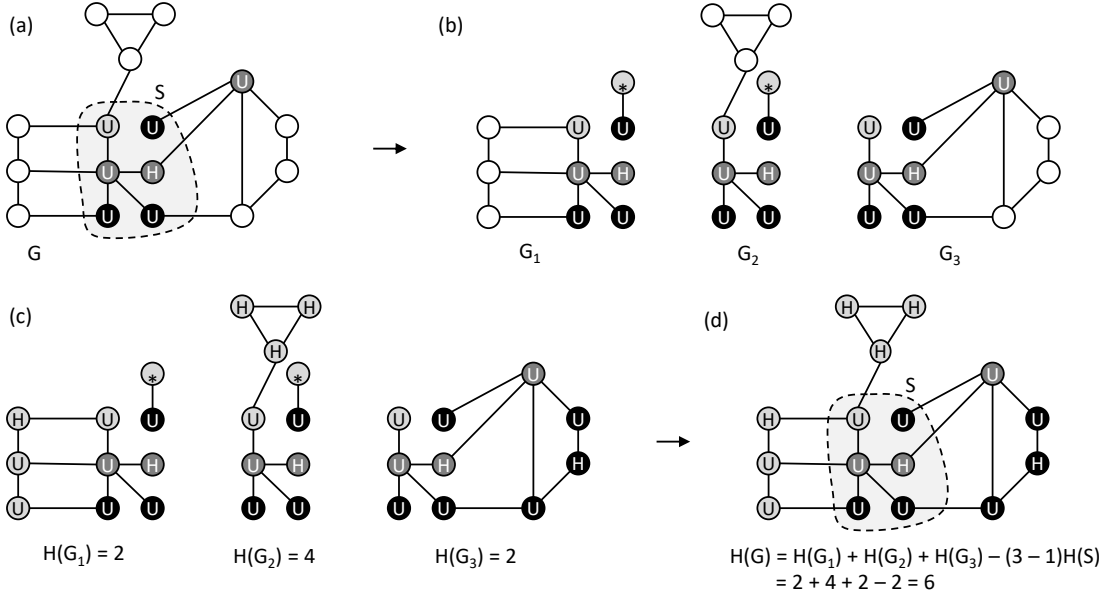 (a)
U
S
U U
U H
U U
G
(b)
* * U
U U U U U U
U H U H U H
U U U U U U
G₁ G₂ G₃
(c)
H H
H
* * U
H U U U U U U U
U U H U H U H H
U U U U U U U U
H(G₁) = 2 H(G₂) = 4 H(G₃) = 2
(d)
H H
H
U
S
H U U U
U U H H
U U U U
H(G) = H(G₁) + H(G₂) + H(G₃) – (3 – 1)H(S)
= 2 + 4 + 2 – 2 = 6